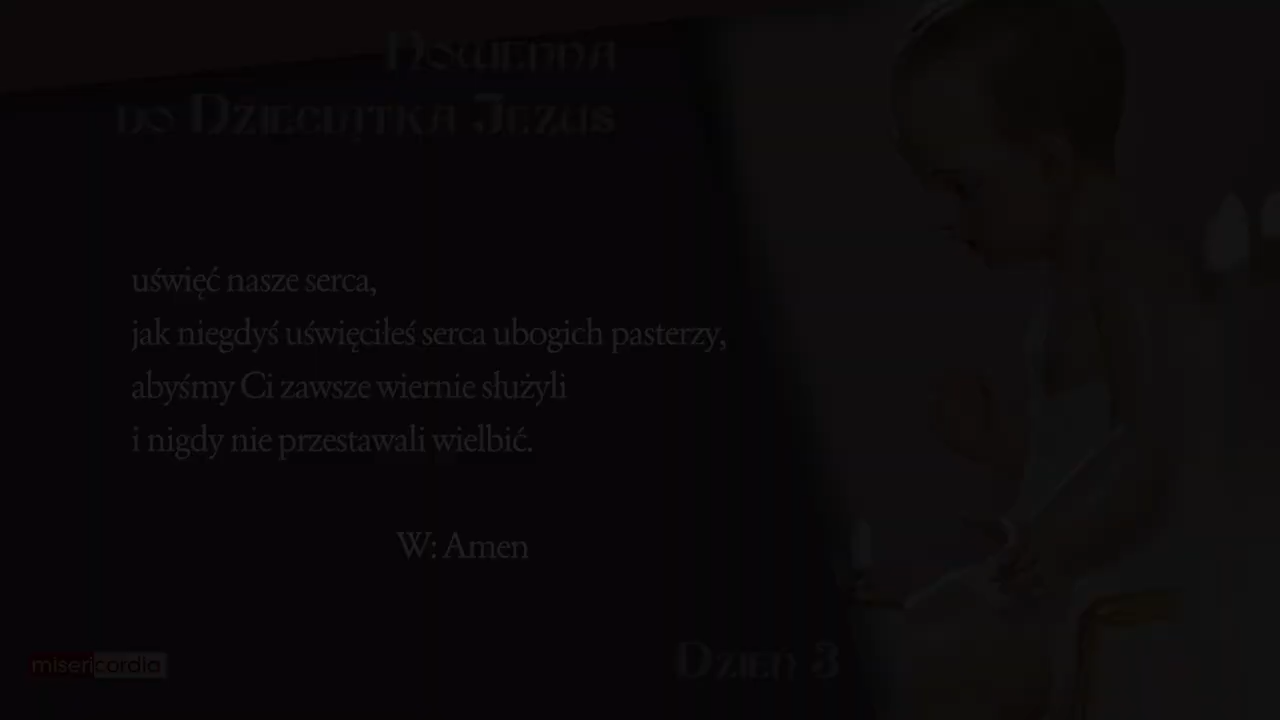 Nowenna
do Dzieciątka Jezus
uświęć nasze serca,
jak niegdyś uświęciłeś serca ubogich pasterzy,
abyśmy Ci zawsze wiernie służyli
i nigdy nie przestawali wielbić.
W: Amen
misericordia
Dzień 3